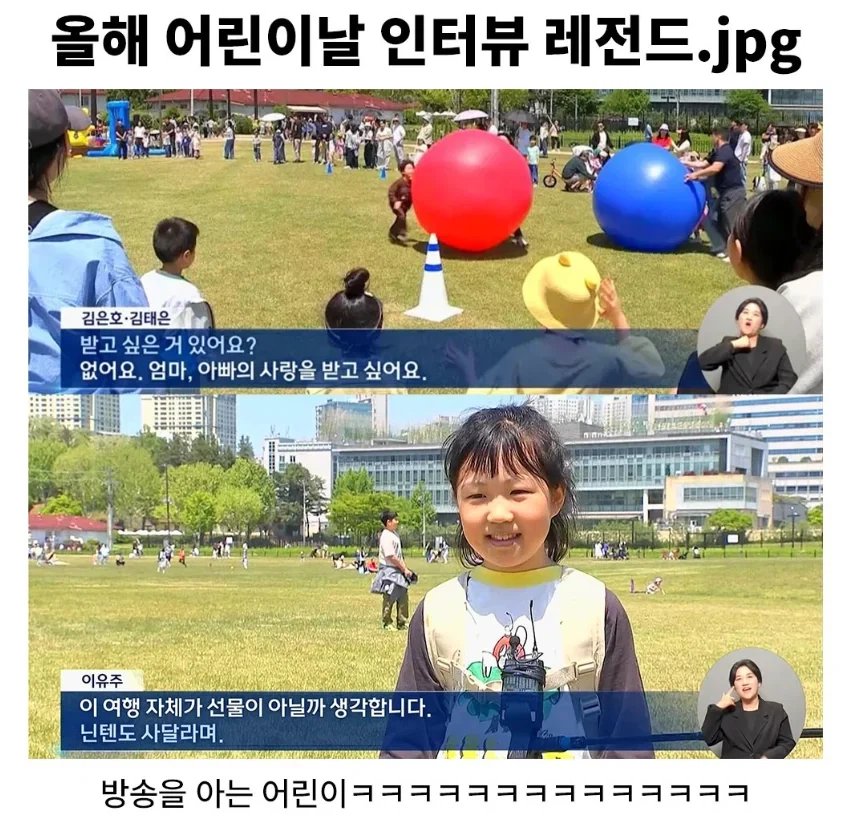 올해 어린이날 인터뷰 레전드.jpg
김은호·김태은
받고 싶은 거 있어요?
없어요. 엄마, 아빠의 사랑을 받고 싶어요.
이유주
이 여행 자체가 선물이 아닐까 생각합니다.
닌텐도 사달라며.
방송을 아는 어린이ㅋㅋㅋㅋㅋㅋㅋㅋㅋㅋㅋㅋㅋㅋ